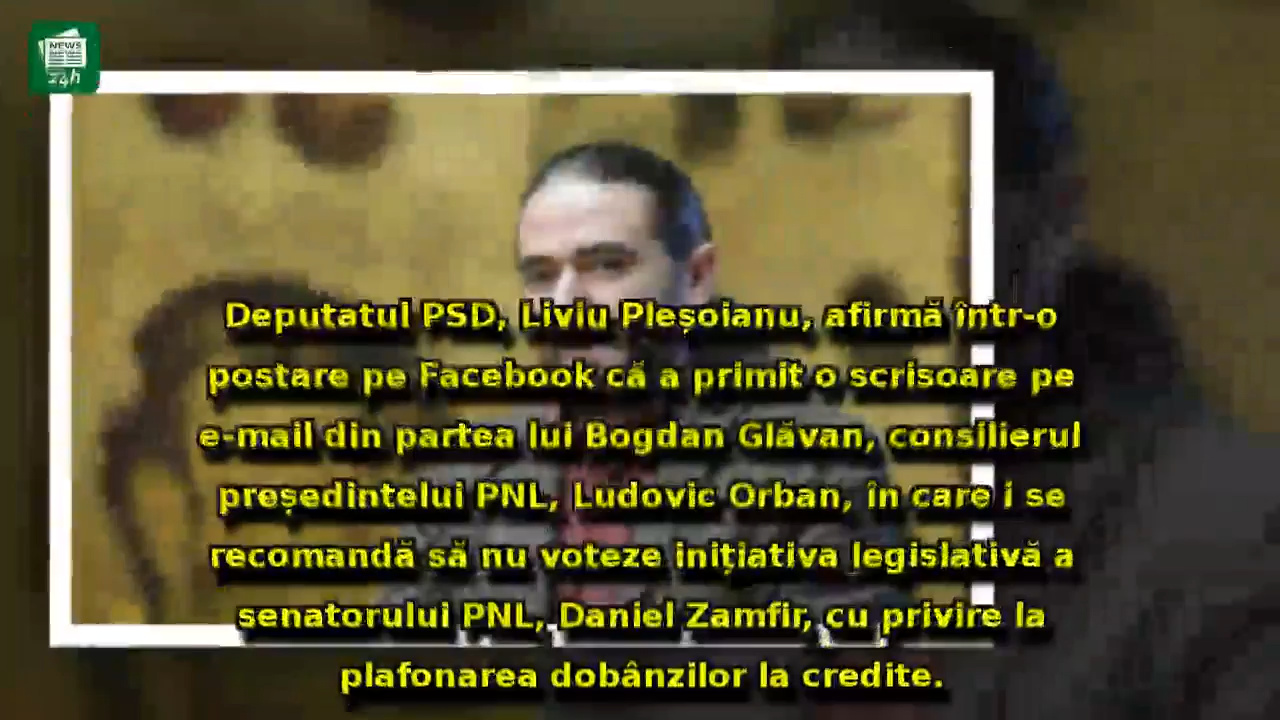 NEWS
24h
Deputatul PSD, Liviu Pleșoianu, afirmă într-o
postare pe Facebook că a primit o scrisoare pe
e-mail din partea lui Bogdan Glăvan, consilierul
președintelui PNL, Ludovic Orban, în care i se
recomandă să nu voteze inițiativa legislativă a
senatorului PNL, Daniel Zamfir, cu privire la
plafonarea dobânzilor la credite.